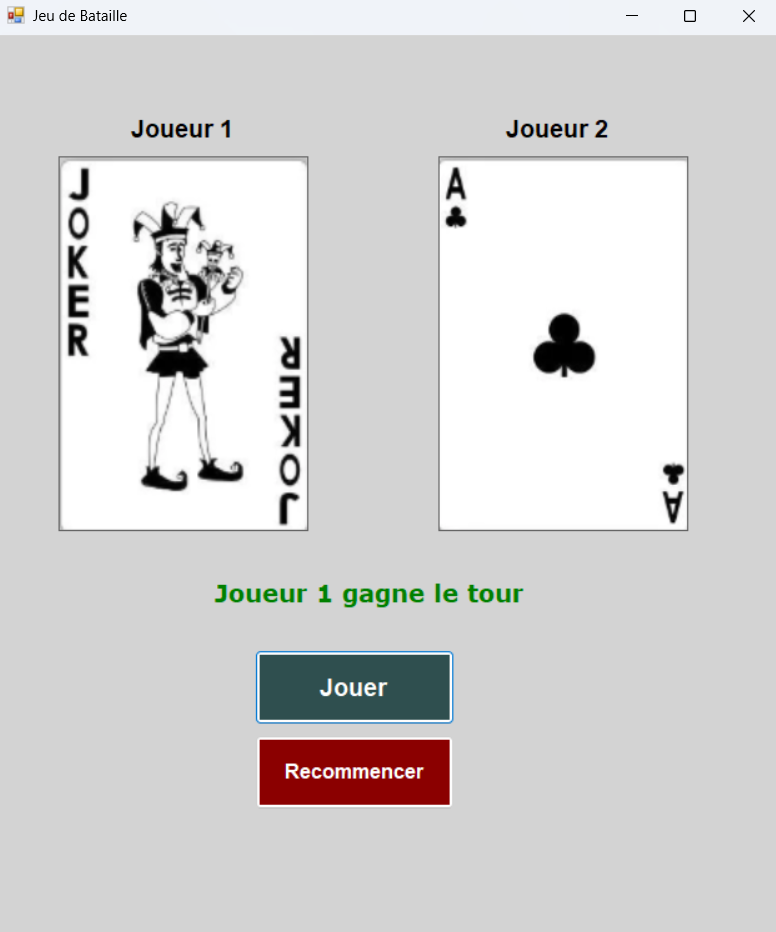 Jeu de Bataille
Joueur 1
Joueur 2
JOKER
JOKER
A
A
Joueur 1 gagne le tour
Jouer
Recommencer